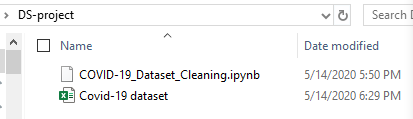 DS-project
Search D
Name
Date modified
COVID-19_Dataset_Cleaning.ipynb
5/14/2020 5:50 PM
Covid-19 dataset
5/14/2020 6:29 PM